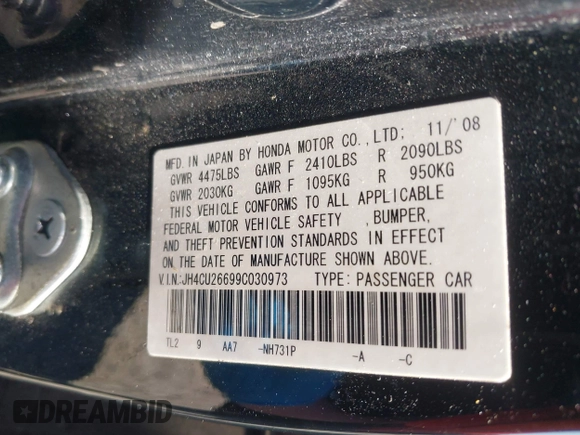 MFD. IN JAPAN BY HONDA MOTOR CO., LTD: 11/'08
GVWR 4475LBS GAWR F 2410LBS R 2090LBS
GVWR 2030KG GAWR F 1095KG R 950KG
THIS VEHICLE CONFORMS TO ALL APPLICABLE
FEDERAL MOTOR VEHICLE SAFETY ,BUMPER,
AND THEFT PREVENTION STANDARDS IN EFFECT
ON THE DATE OF MANUFACTURE SHOWN ABOVE.
V.I.N:JH4CU26699C030973 TYPE: PASSENGER CAR
TL2 9 AA7 -NH731P -A -C
DREAMBID